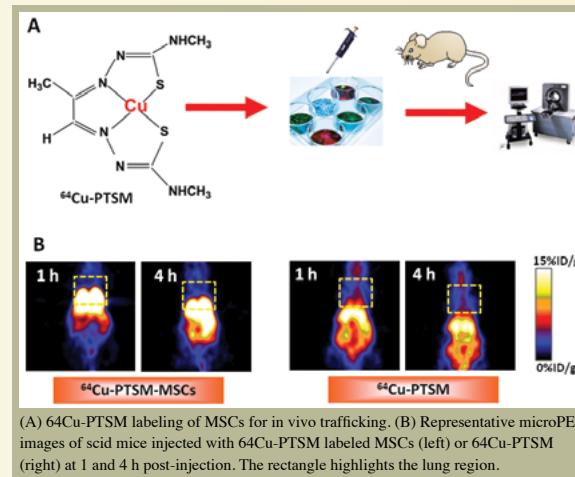 A
NHCH₃
N
N
H₃C
N
S
Cu
H
N
S
N
NHCH₃
⁶⁴Cu-PTSM
B
1 h
4 h
1 h
4 h
15%ID/g
0%ID/g
⁶⁴Cu-PTSM-MSCs
⁶⁴Cu-PTSM
(A) 64Cu-PTSM labeling of MSCs for in vivo trafficking. (B) Representative microPE
images of scid mice injected with 64Cu-PTSM labeled MSCs (left) or 64Cu-PTSM
(right) at 1 and 4 h post-injection. The rectangle highlights the lung region.